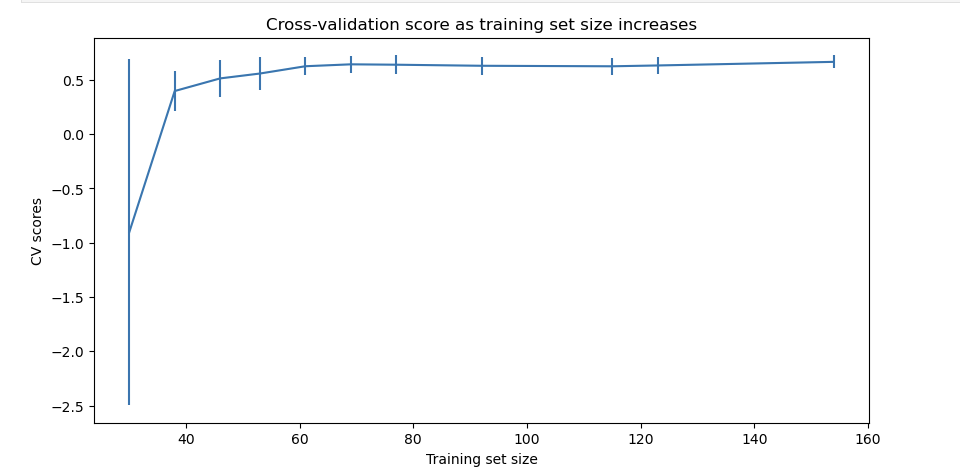 Cross-validation score as training set size increases
0.5
0.0
−0.5
−1.0
−1.5
−2.0
−2.5
CV scores
40 60 80 100 120 140 160
Training set size